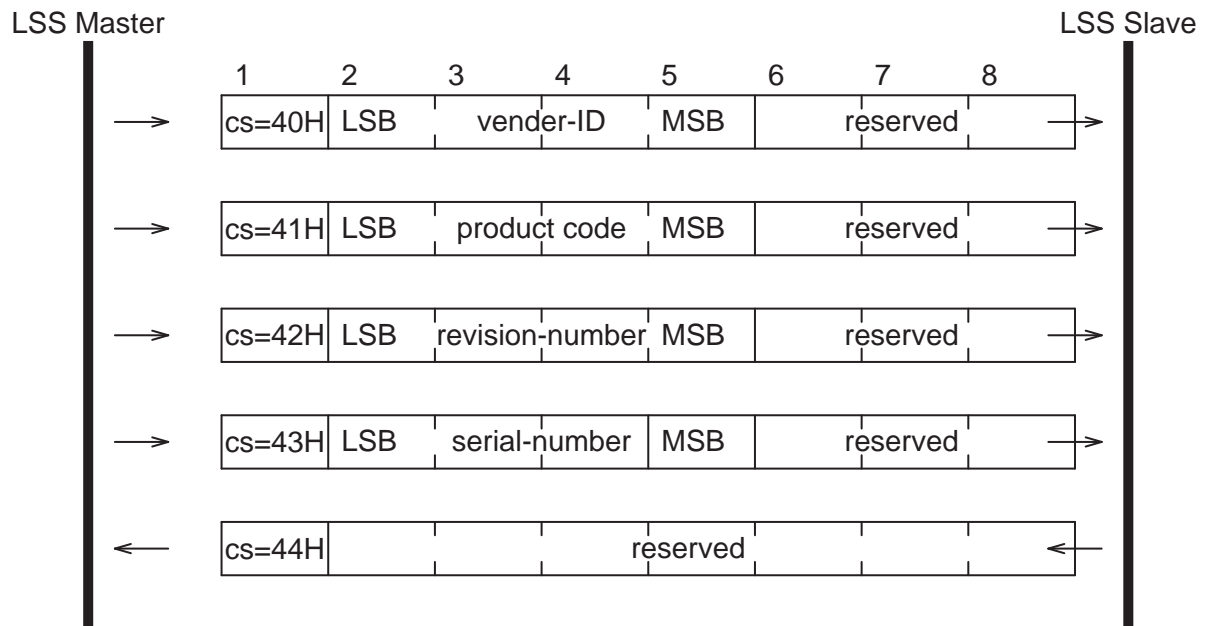 LSS Master LSS Slave
1 2 3 4 5 6 7 8
cs=40H LSB vender-ID MSB reserved
cs=41H LSB product code MSB reserved
cs=42H LSB revision-number MSB reserved
cs=43H LSB serial-number MSB reserved
cs=44H reserved